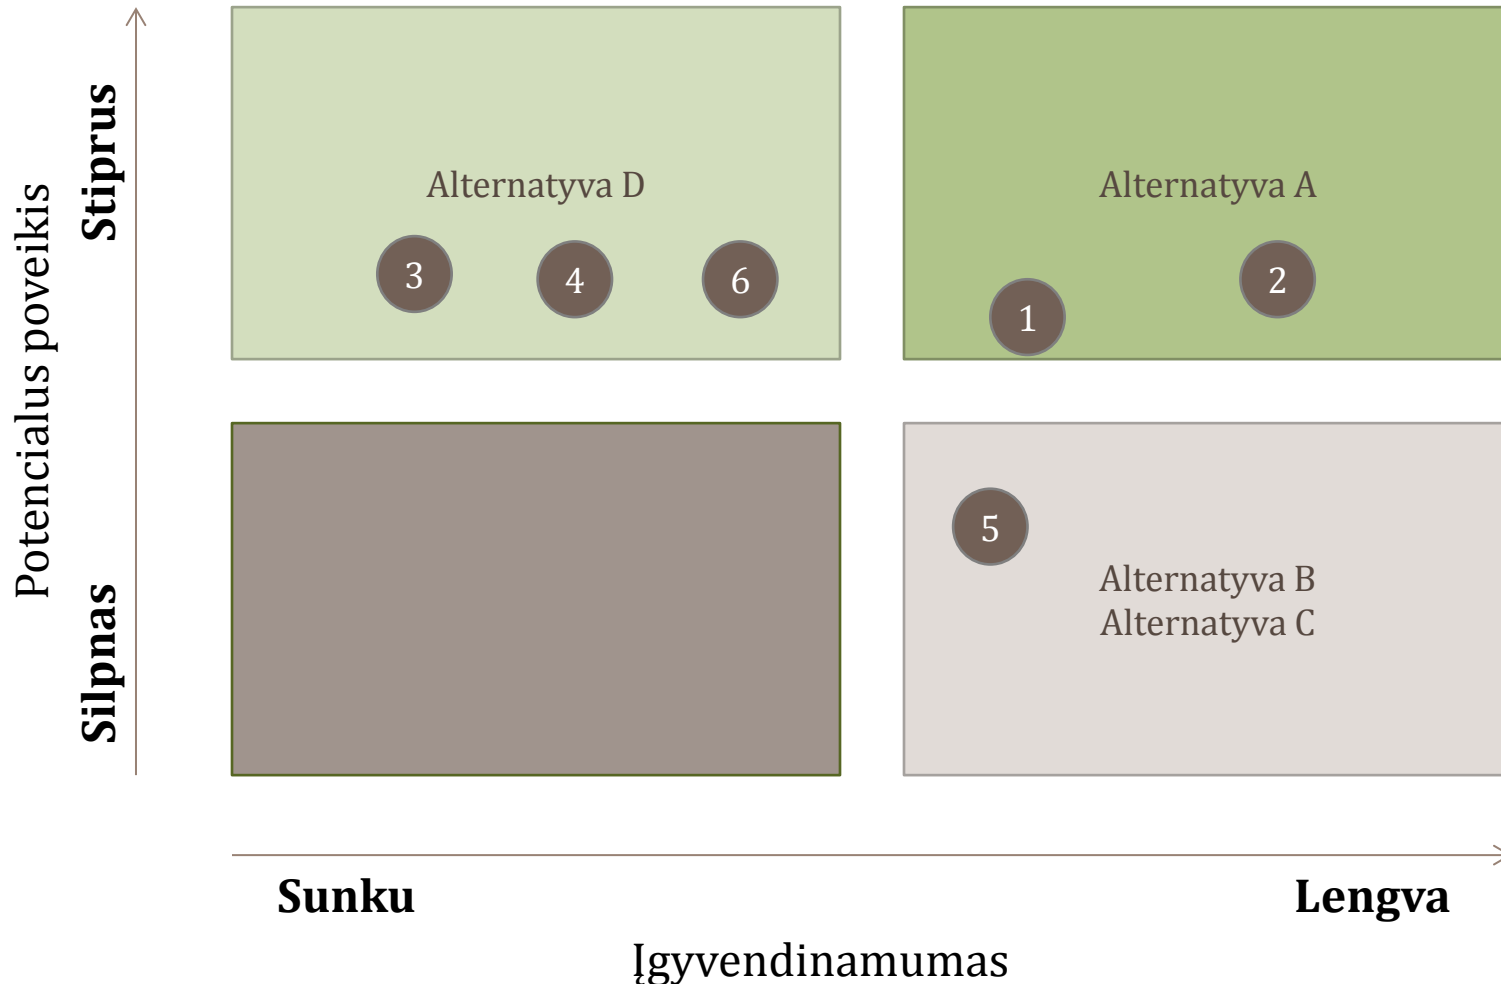 Potencialus poveikis
Stiprus
Silpnas
Alternatyva D
3
4
6
Alternatyva A
1
2
5
Alternatyva B
Alternatyva C
Sunku
Lengva
Įgyvendinamumas